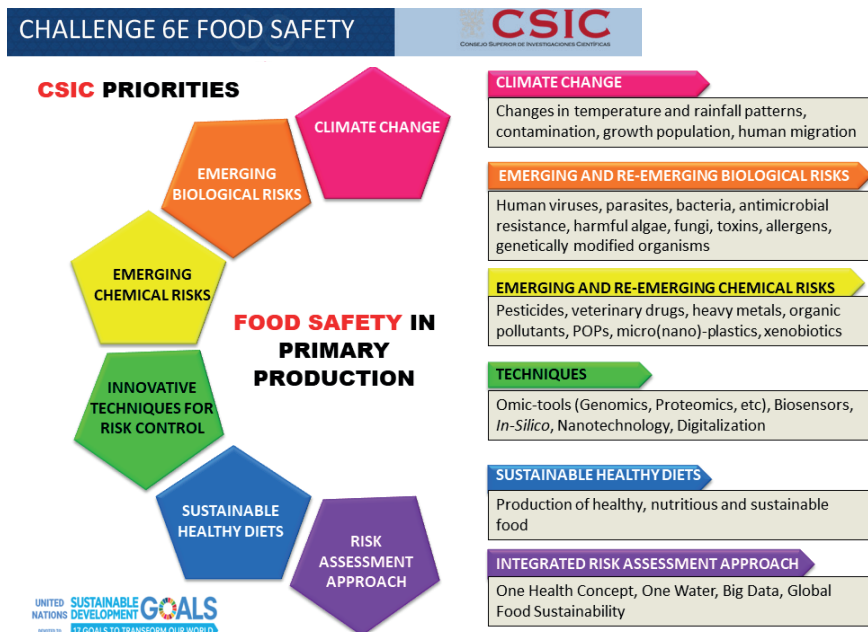 CHALLENGE 6E FOOD SAFETY
CSIC
CONSEJO SUPERIOR DE INVESTIGACIONES CIENTÍFICAS
CSIC PRIORITIES
CLIMATE CHANGE
EMERGING
BIOLOGICAL RISKS
EMERGING
CHEMICAL RISKS
FOOD SAFETY IN
PRIMARY
PRODUCTION
INNOVATIVE
TECHNIQUES FOR
RISK CONTROL
SUSTAINABLE
HEALTHY DIETS
RISK
ASSESSMENT
APPROACH
CLIMATE CHANGE
Changes in temperature and rainfall patterns,
contamination, growth population, human migration
EMERGING AND RE-EMERGING BIOLOGICAL RISKS
Human viruses, parasites, bacteria, antimicrobial
resistance, harmful algae, fungi, toxins, allergens,
genetically modified organisms
EMERGING AND RE-EMERGING CHEMICAL RISKS
Pesticides, veterinary drugs, heavy metals, organic
pollutants, POPs, micro(nano)-plastics, xenobiotics
TECHNIQUES
Omic-tools (Genomics, Proteomics, etc), Biosensors,
In-Silico, Nanotechnology, Digitalization
SUSTAINABLE HEALTHY DIETS
Production of healthy, nutritious and sustainable
food
INTEGRATED RISK ASSESSMENT APPROACH
One Health Concept, One Water, Big Data, Global
Food Sustainability
UNITED NATIONS
SUSTAINABLE DEVELOPMENT GOALS
17 GOALS TO TRANSFORM OUR WORLD